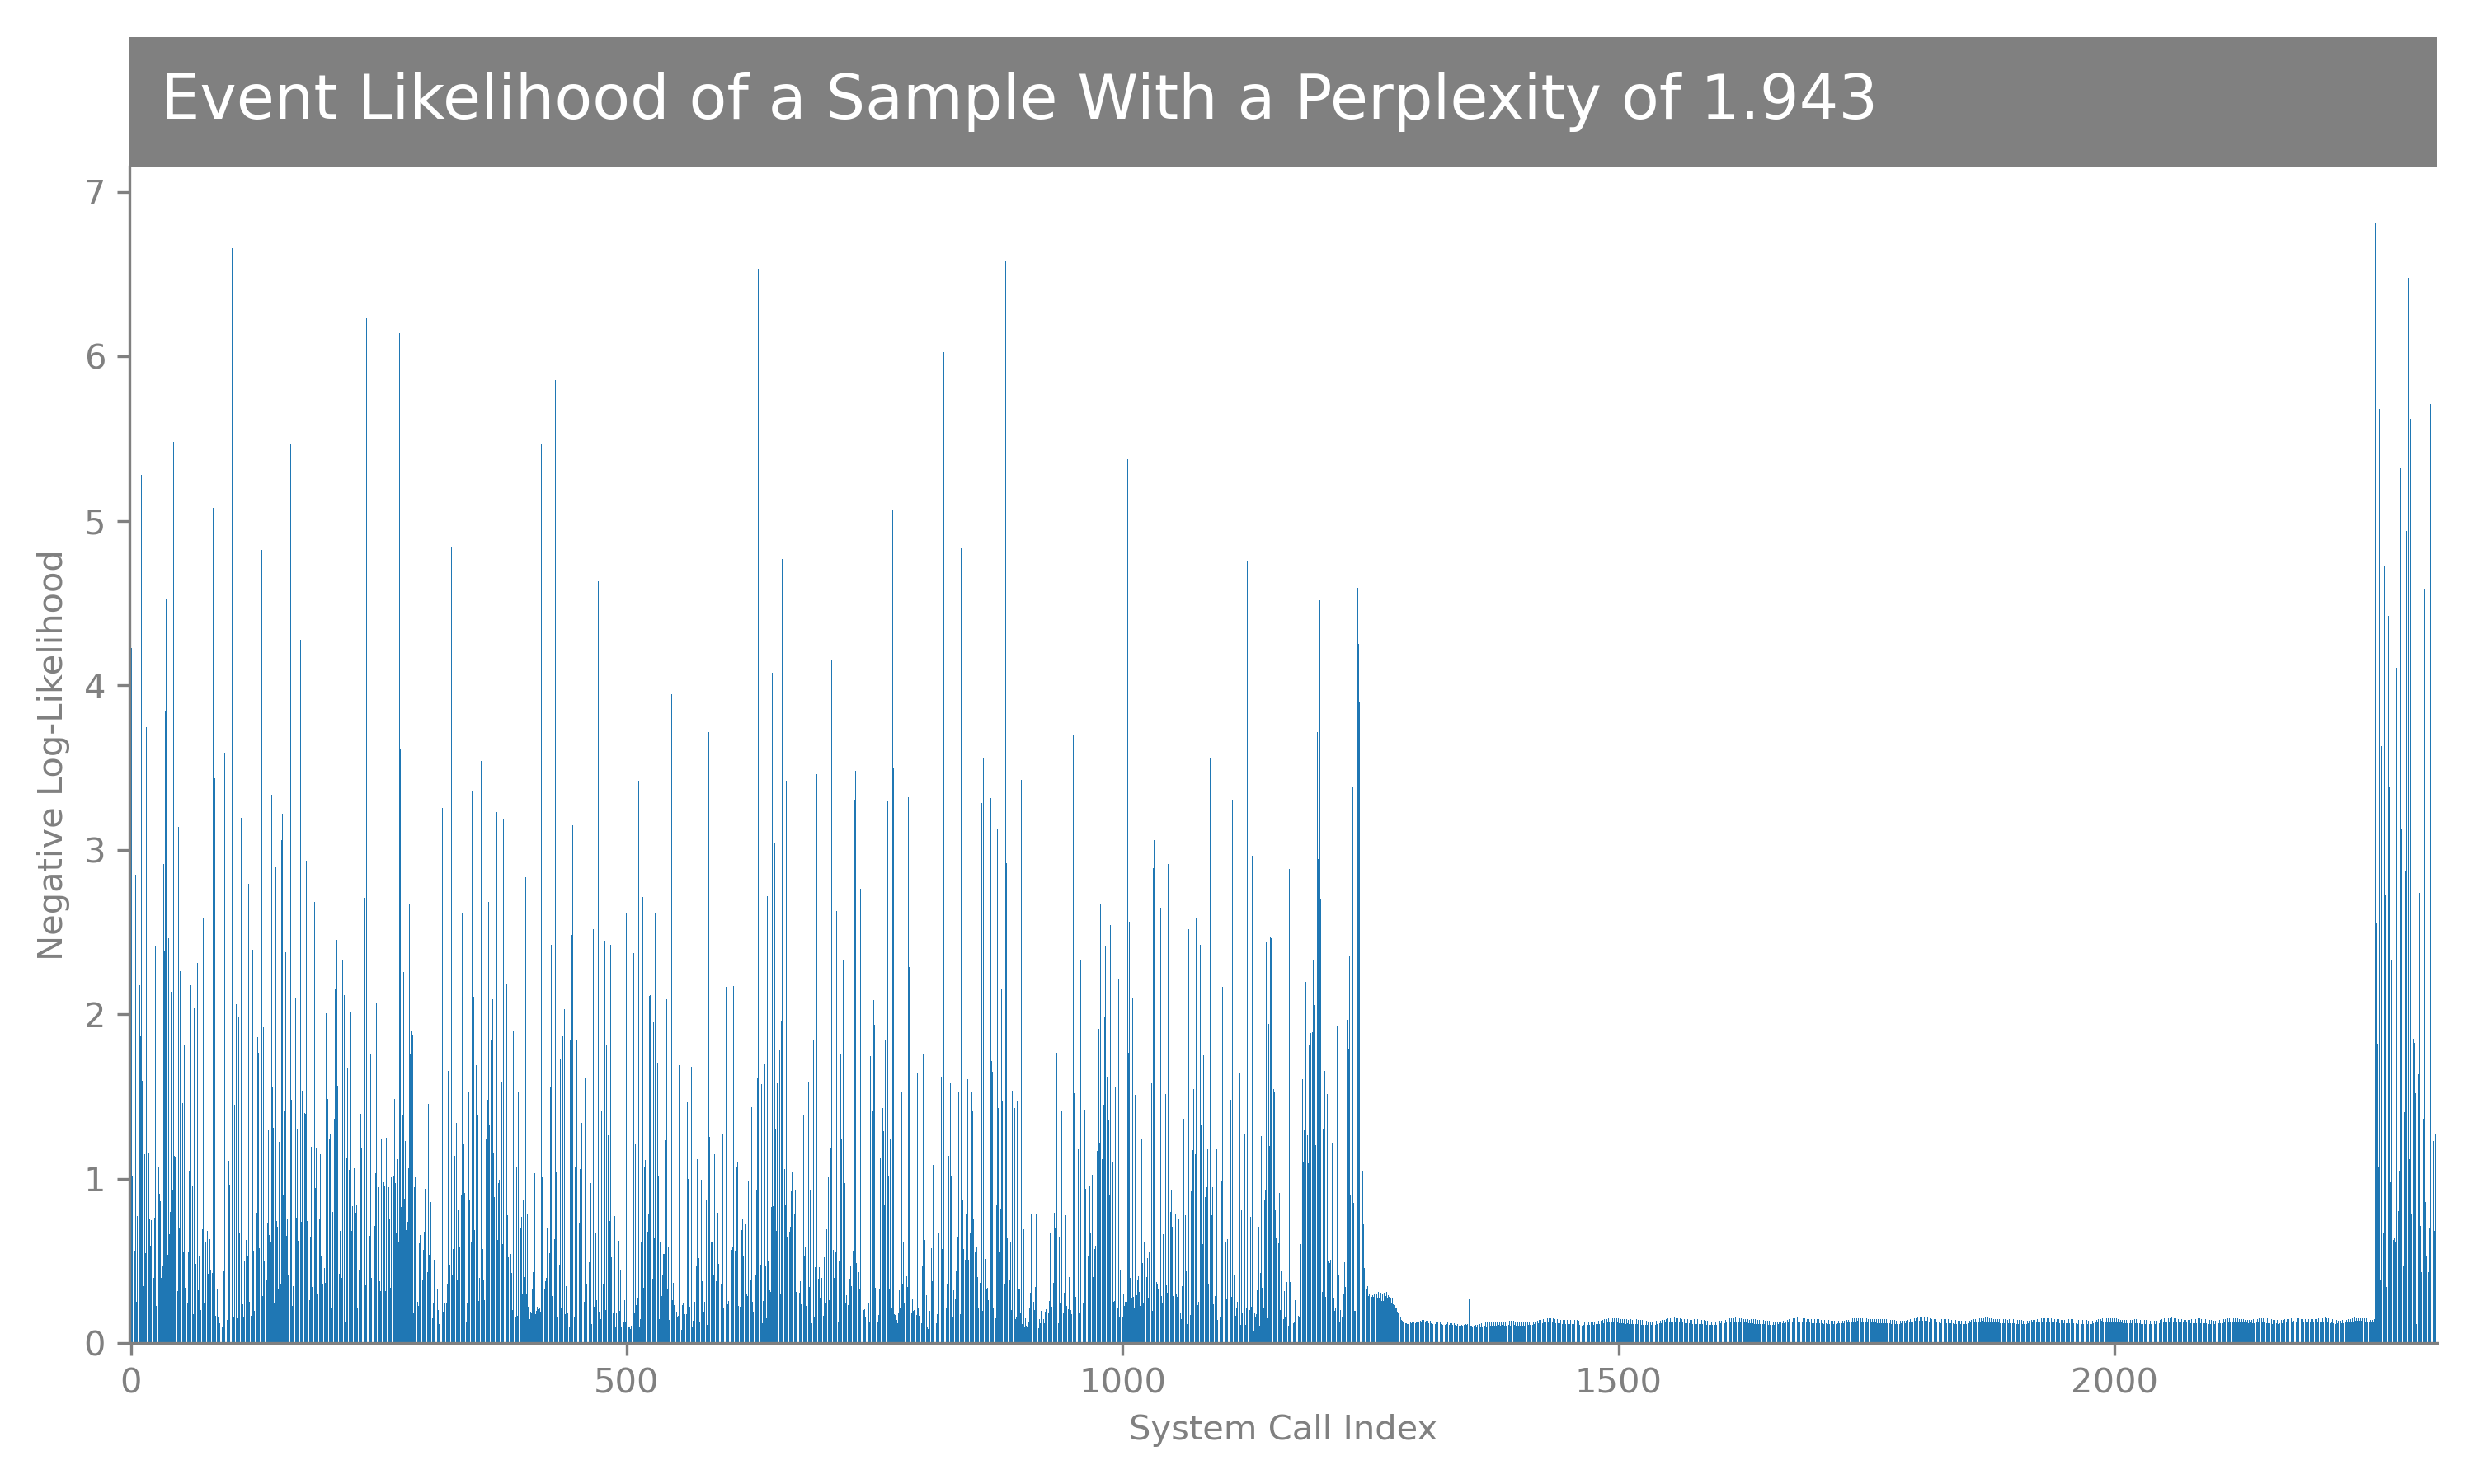 Event Likelihood of a Sample With a Perplexity of 1.943
7
6
5
4
3
2
1
0
Negative Log-Likelihood
0 500 1000 1500 2000
System Call Index